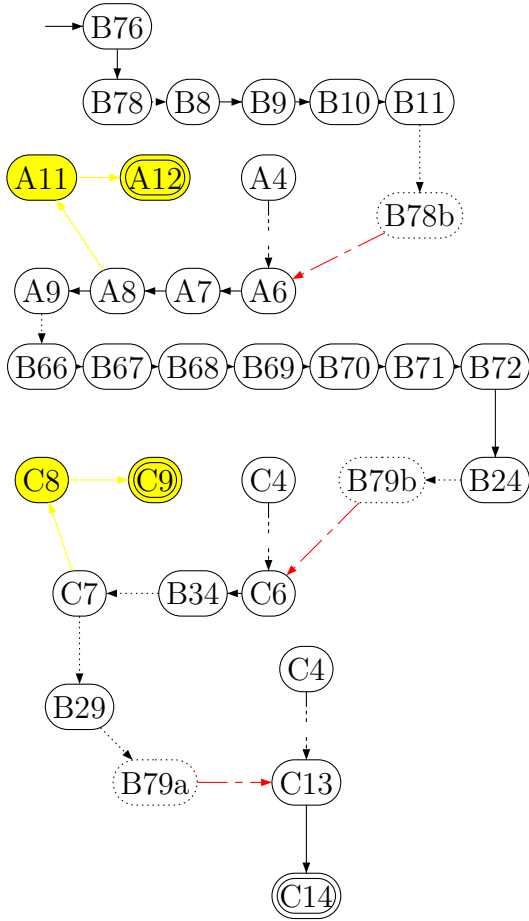 B76
B78 B8 B9 B10 B11
A11 A12 A4
B78b
A9 A8 A7 A6
B66 B67 B68 B69 B70 B71 B72
C8 C9 C4 B79b B24
C7 B34 C6
C4
B29
B79a C13
C14